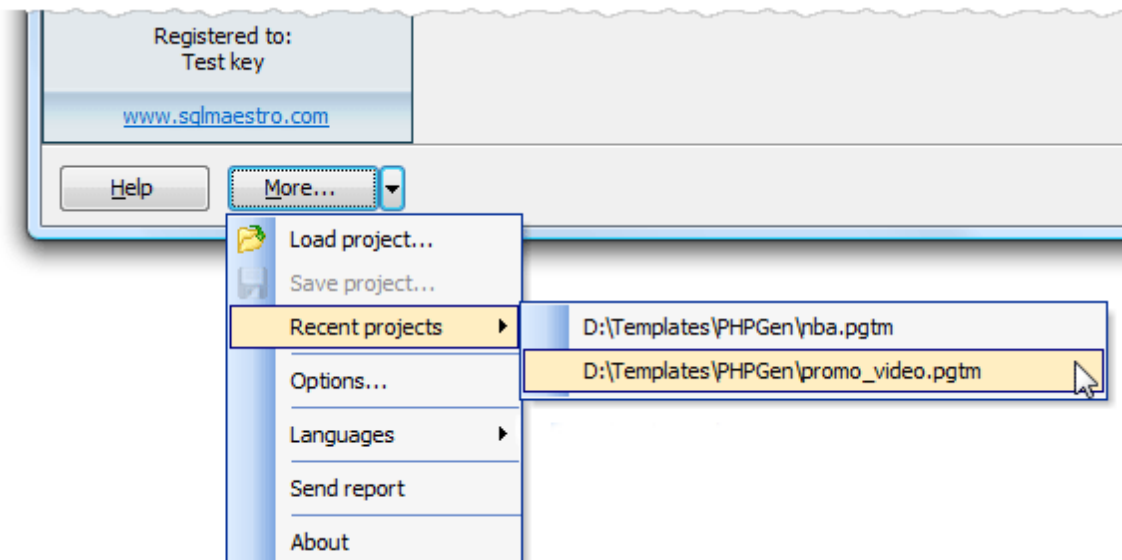 Registered to:
Test key
www.sqlmaestro.com
Help
More...
Load project...
Save project...
Recent projects
D:\Templates\PHPGen\nba.pgtm
D:\Templates\PHPGen\promo_video.pgtm
Options...
Languages
Send report
About